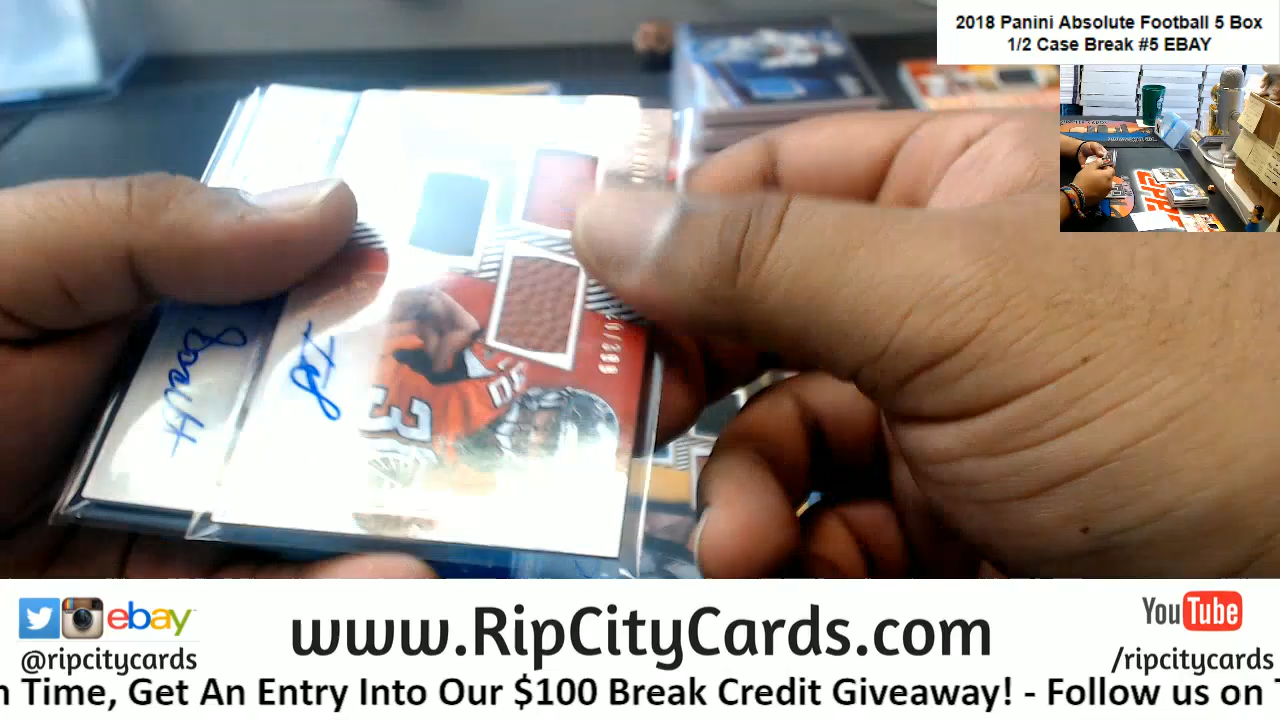 2018 Panini Absolute Football 5 Box
1/2 Case Break #5 EBAY
ebay
www.RipCityCards.com
YouTube
@ripcitycards
/ripcitycards
n Time, Get An Entry Into Our $100 Break Credit Giveaway! - Follow us on T